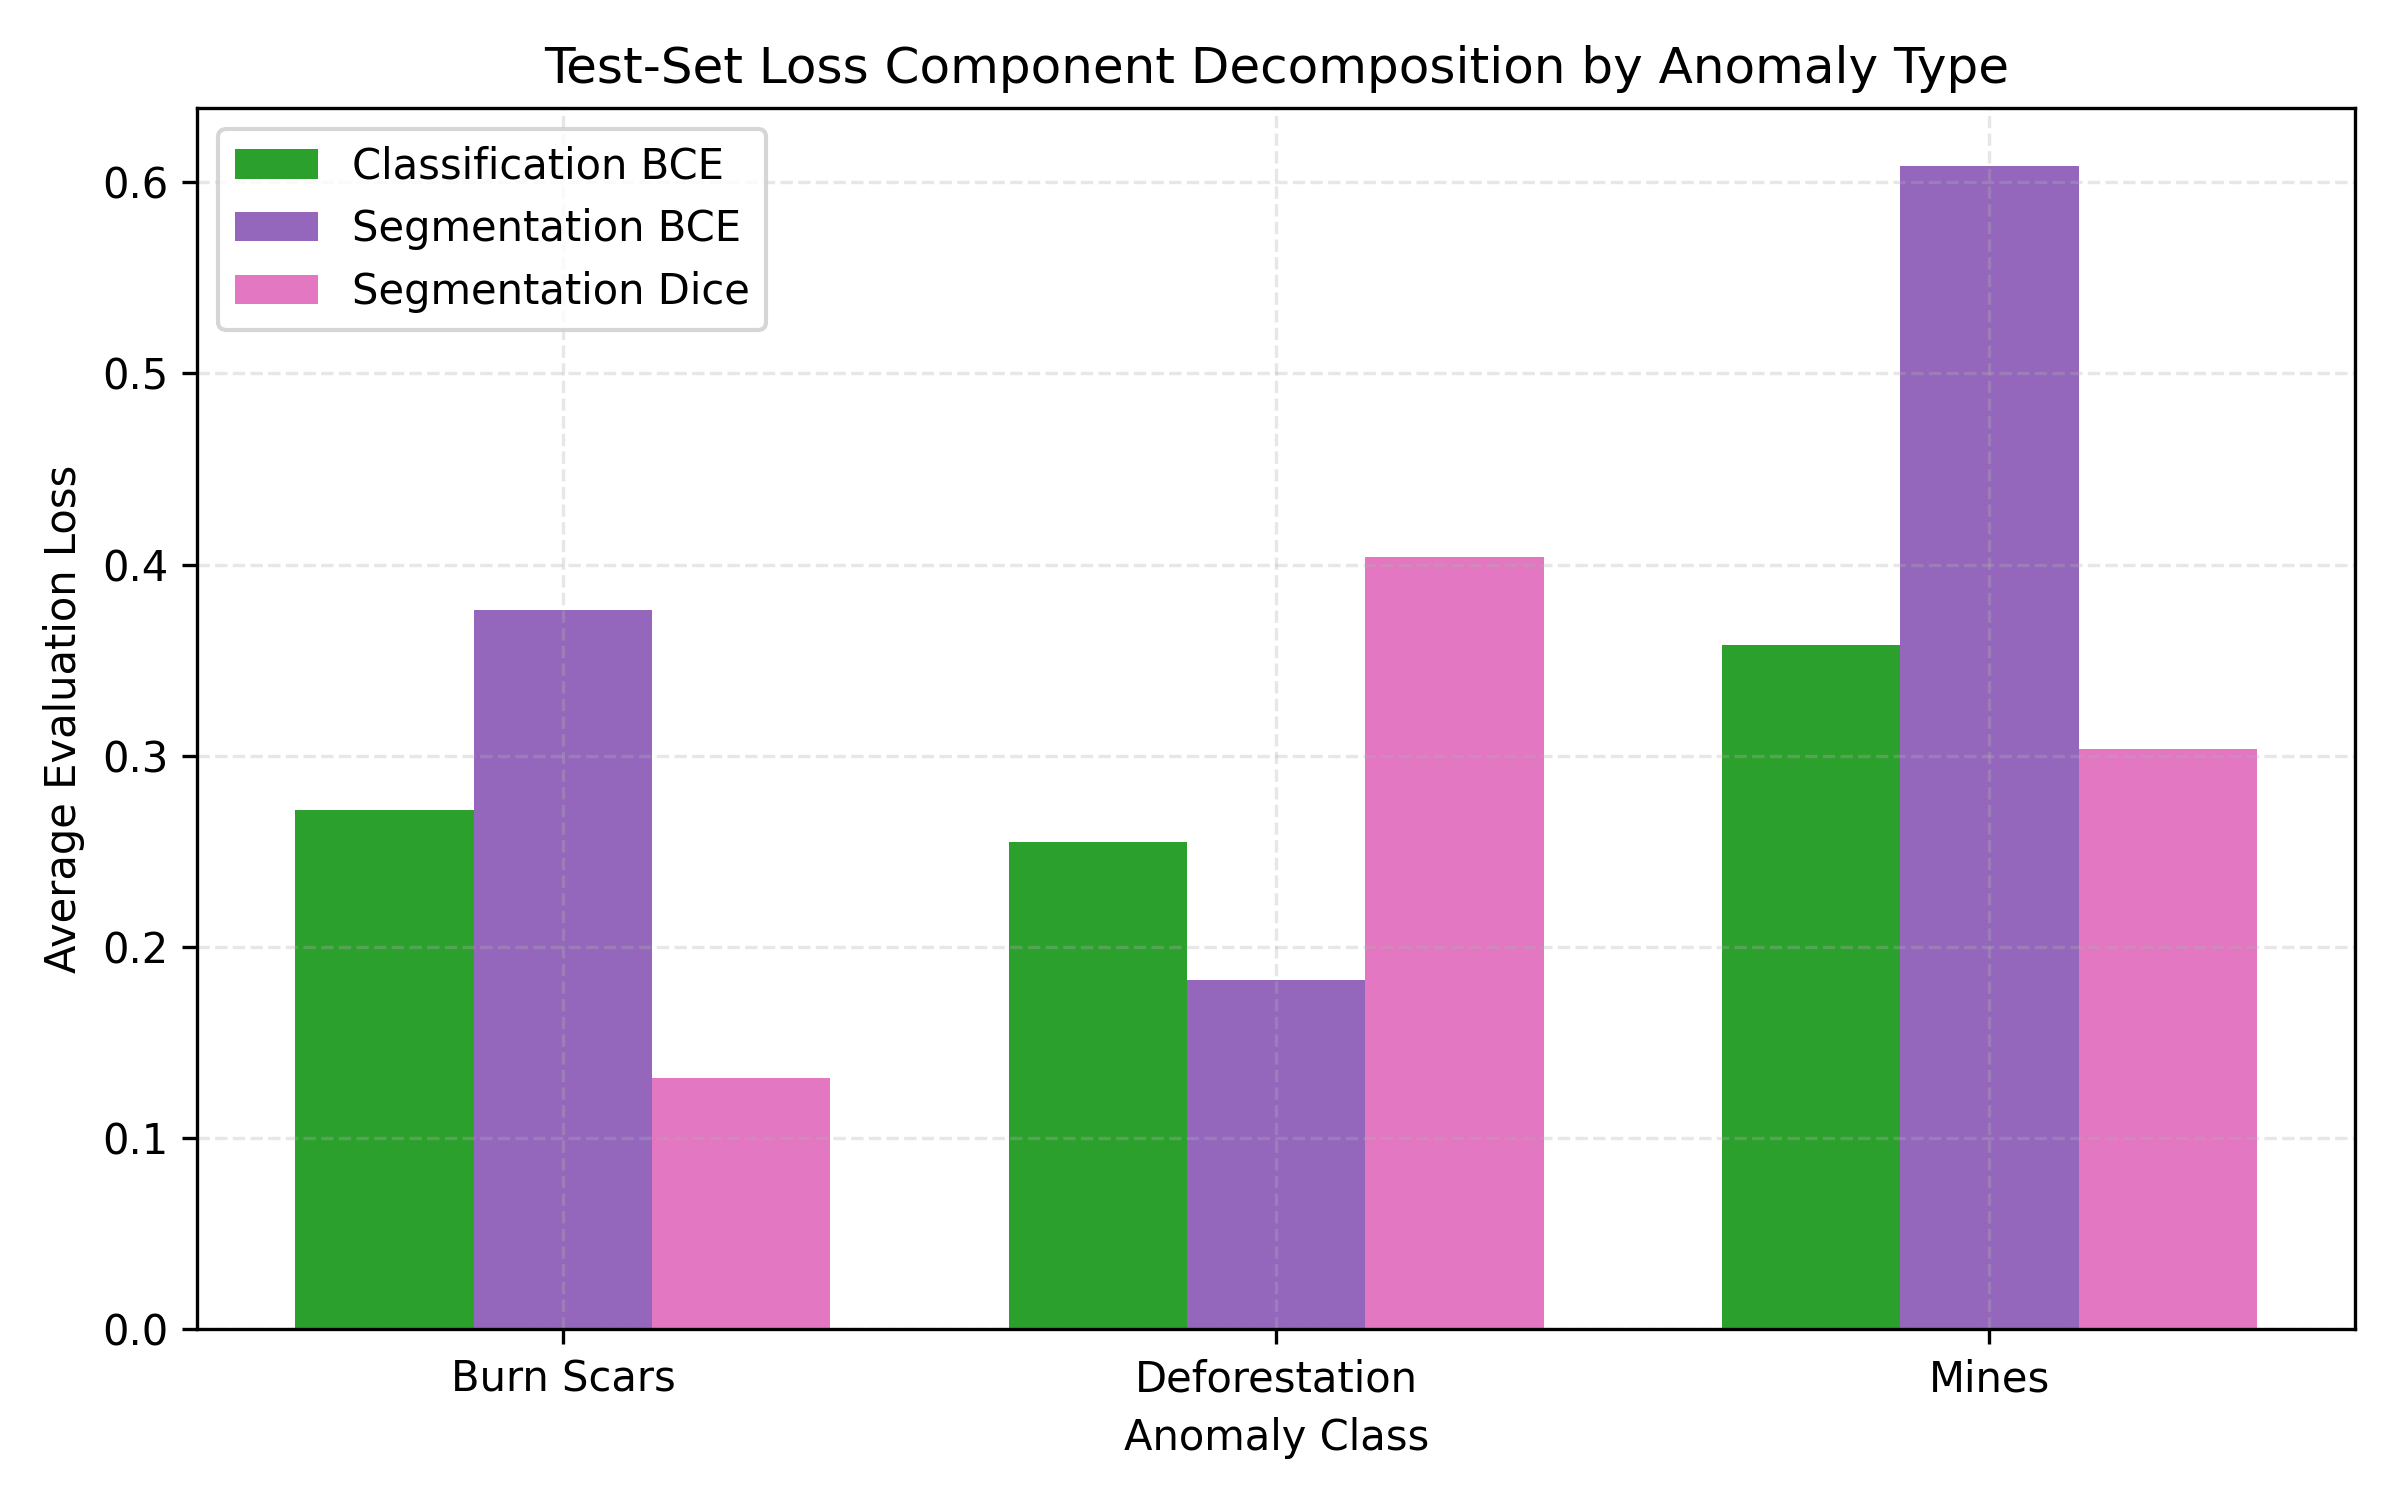 Test-Set Loss Component Decomposition by Anomaly Type
Classification BCE
Segmentation BCE
Segmentation Dice
Average Evaluation Loss
0.6
0.5
0.4
0.3
0.2
0.1
0.0
Burn Scars
Deforestation
Mines
Anomaly Class